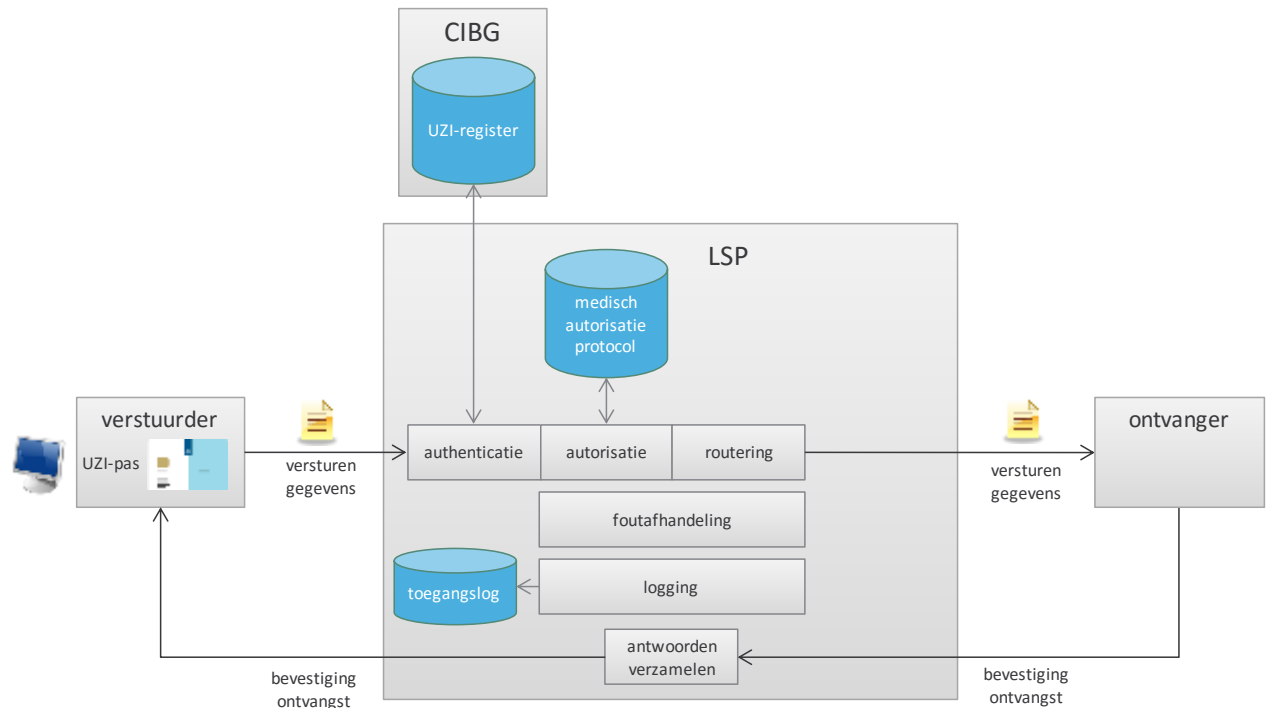 CIBG
UZI-register
LSP
medisch
autorisatie
protocol
verstuurder
UZI-pas
versturen
gegevens
authenticatie
autorisatie
routering
versturen
gegevens
ontvanger
foutafhandeling
toegangslog
logging
antwoorden
verzamelen
bevestiging
ontvangst
bevestiging
ontvangst